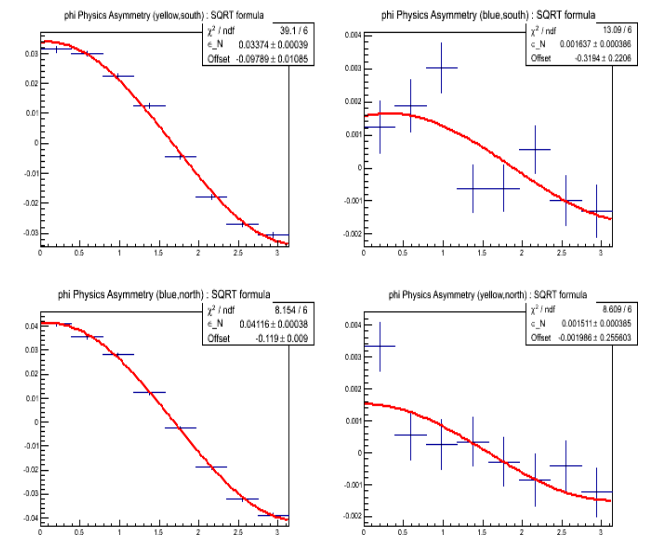 phi Physics Asymmetry (yellow,south) : SQRT formula
χ² / ndf 39.1 / 6
ϵ_N 0.03374 ± 0.00039
Offset -0.09789 ± 0.01085
0.03
0.02
0.01
0
-0.01
-0.02
-0.03
0 0.5 1 1.5 2 2.5 3
phi Physics Asymmetry (blue,south) : SQRT formula
χ² / ndf 13.09 / 6
ϵ_N 0.001637 ± 0.000386
Offset -0.3194 ± 0.2206
0.004
0.003
0.002
0.001
0
-0.001
-0.002
0 0.5 1 1.5 2 2.5 3
phi Physics Asymmetry (blue,north) : SQRT formula
χ² / ndf 8.154 / 6
ϵ_N 0.04116 ± 0.00038
Offset -0.119 ± 0.009
0.04
0.03
0.02
0.01
0
-0.01
-0.02
-0.03
-0.04
0 0.5 1 1.5 2 2.5 3
phi Physics Asymmetry (yellow,north) : SQRT formula
χ² / ndf 8.609 / 6
ϵ_N 0.001511 ± 0.000385
Offset -0.001986 ± 0.255603
0.004
0.003
0.002
0.001
0
-0.001
-0.002
0 0.5 1 1.5 2 2.5 3